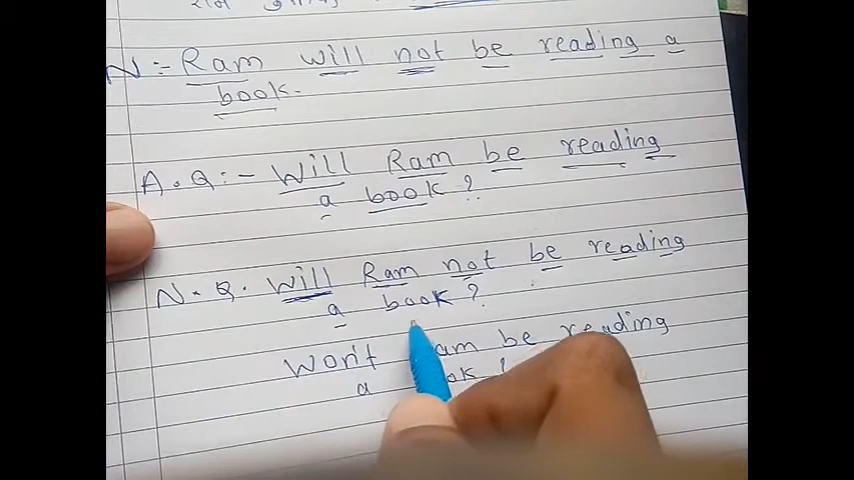 N:- Ram will not be reading a
book.
A.Q:- Will Ram be reading
a book?
N.Q. Will Ram not be reading
a book?
Won't be reading
a ?